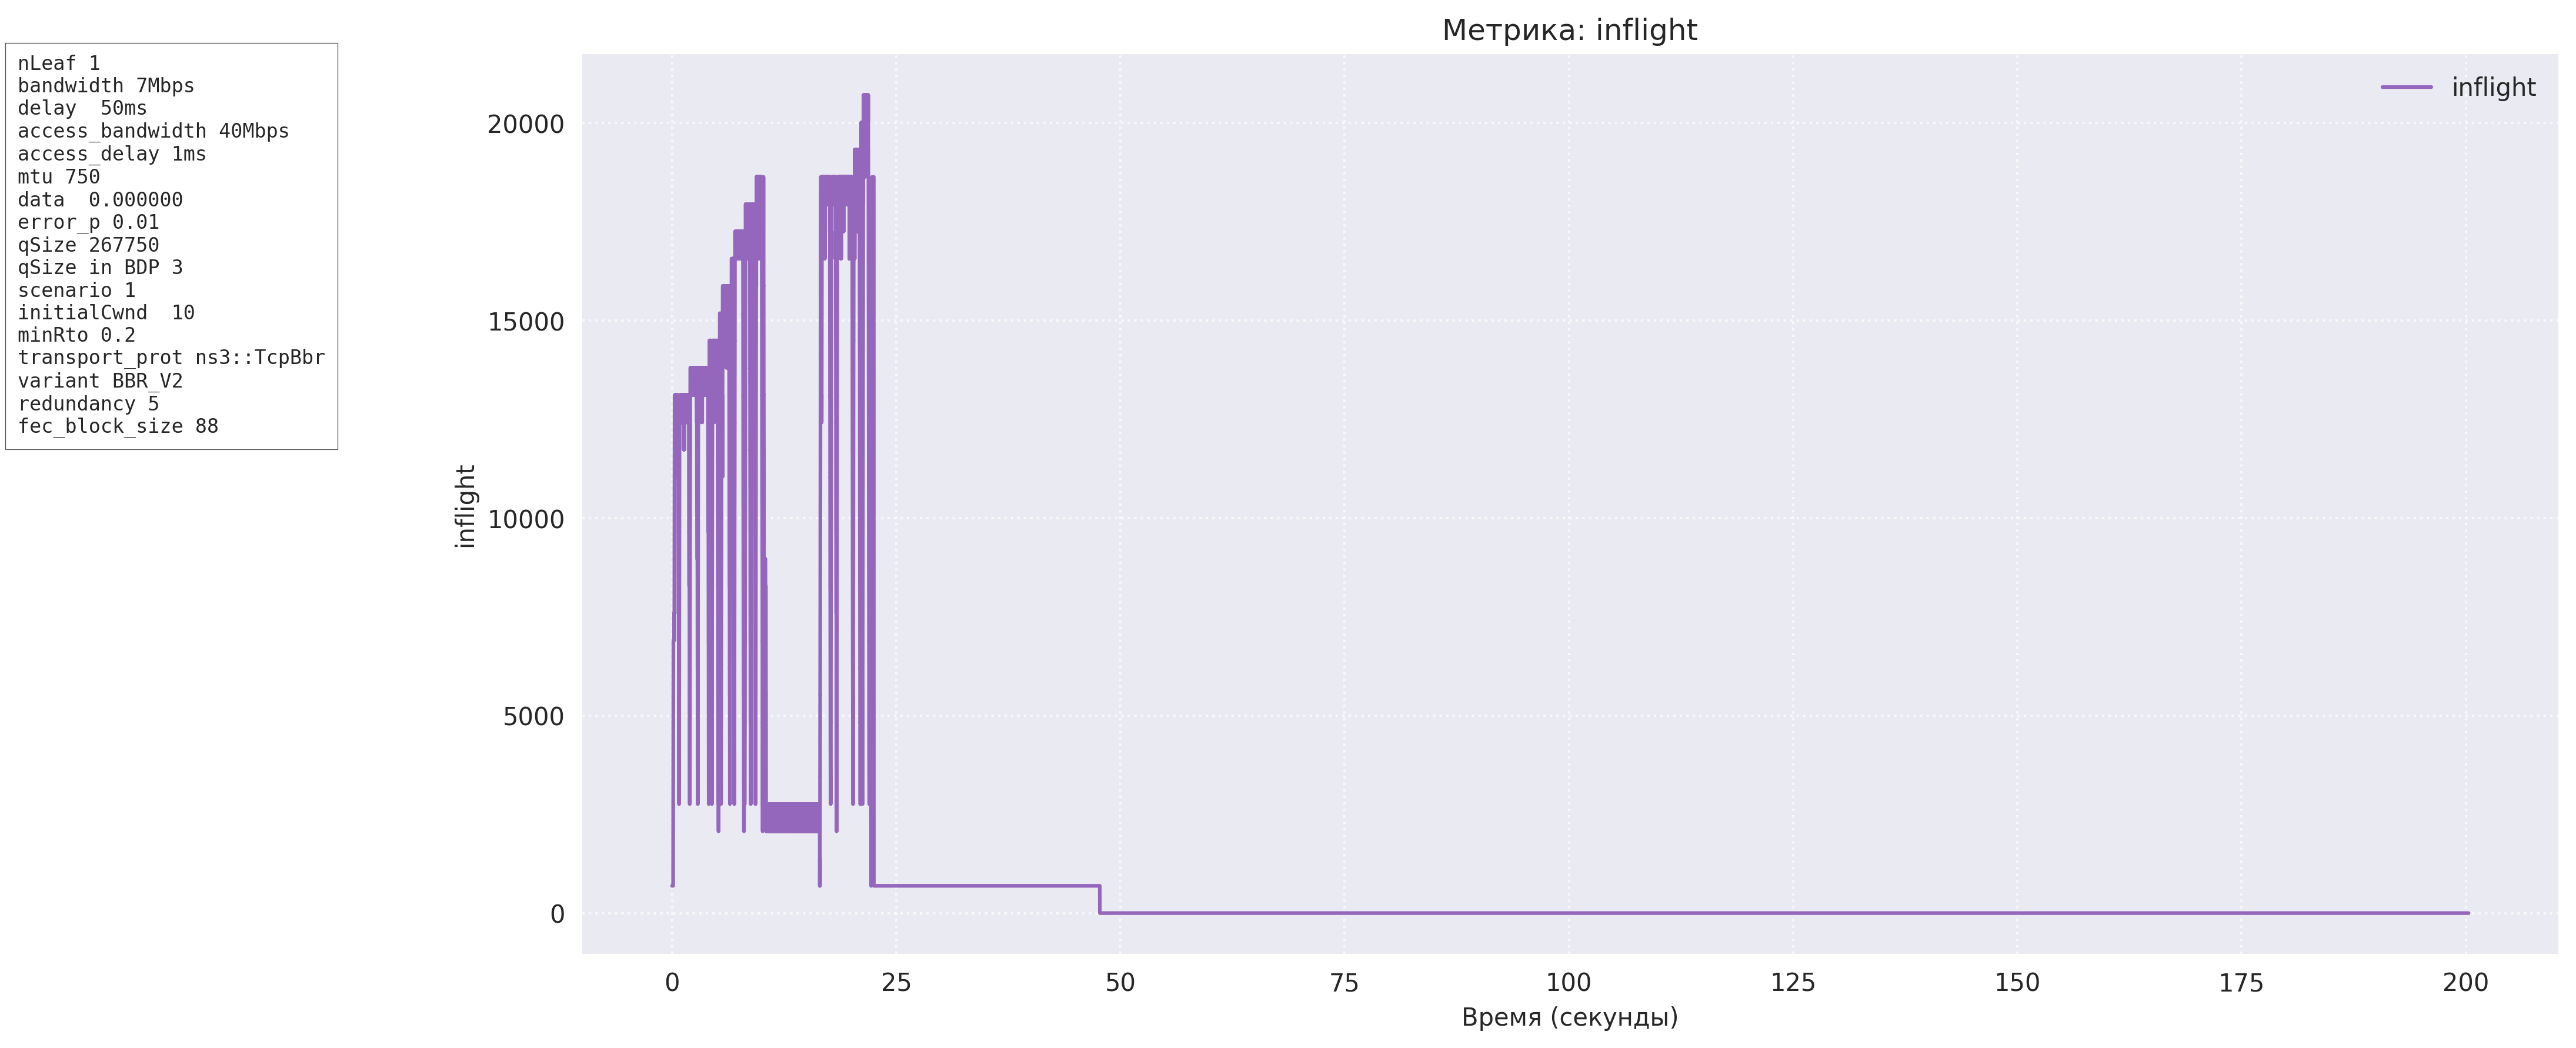 Метрика: inflight
nLeaf 1
bandwidth 7Mbps
delay  50ms
access_bandwidth 40Mbps
access_delay 1ms
mtu 750
data  0.000000
error_p 0.01
qSize 267750
qSize in BDP 3
scenario 1
initialCwnd  10
minRto 0.2
transport_prot ns3::TcpBbr
variant BBR_V2
redundancy 5
fec_block_size 88
inflight
inflight
20000
15000
10000
5000
0
0 25 50 75 100 125 150 175 200
Время (секунды)